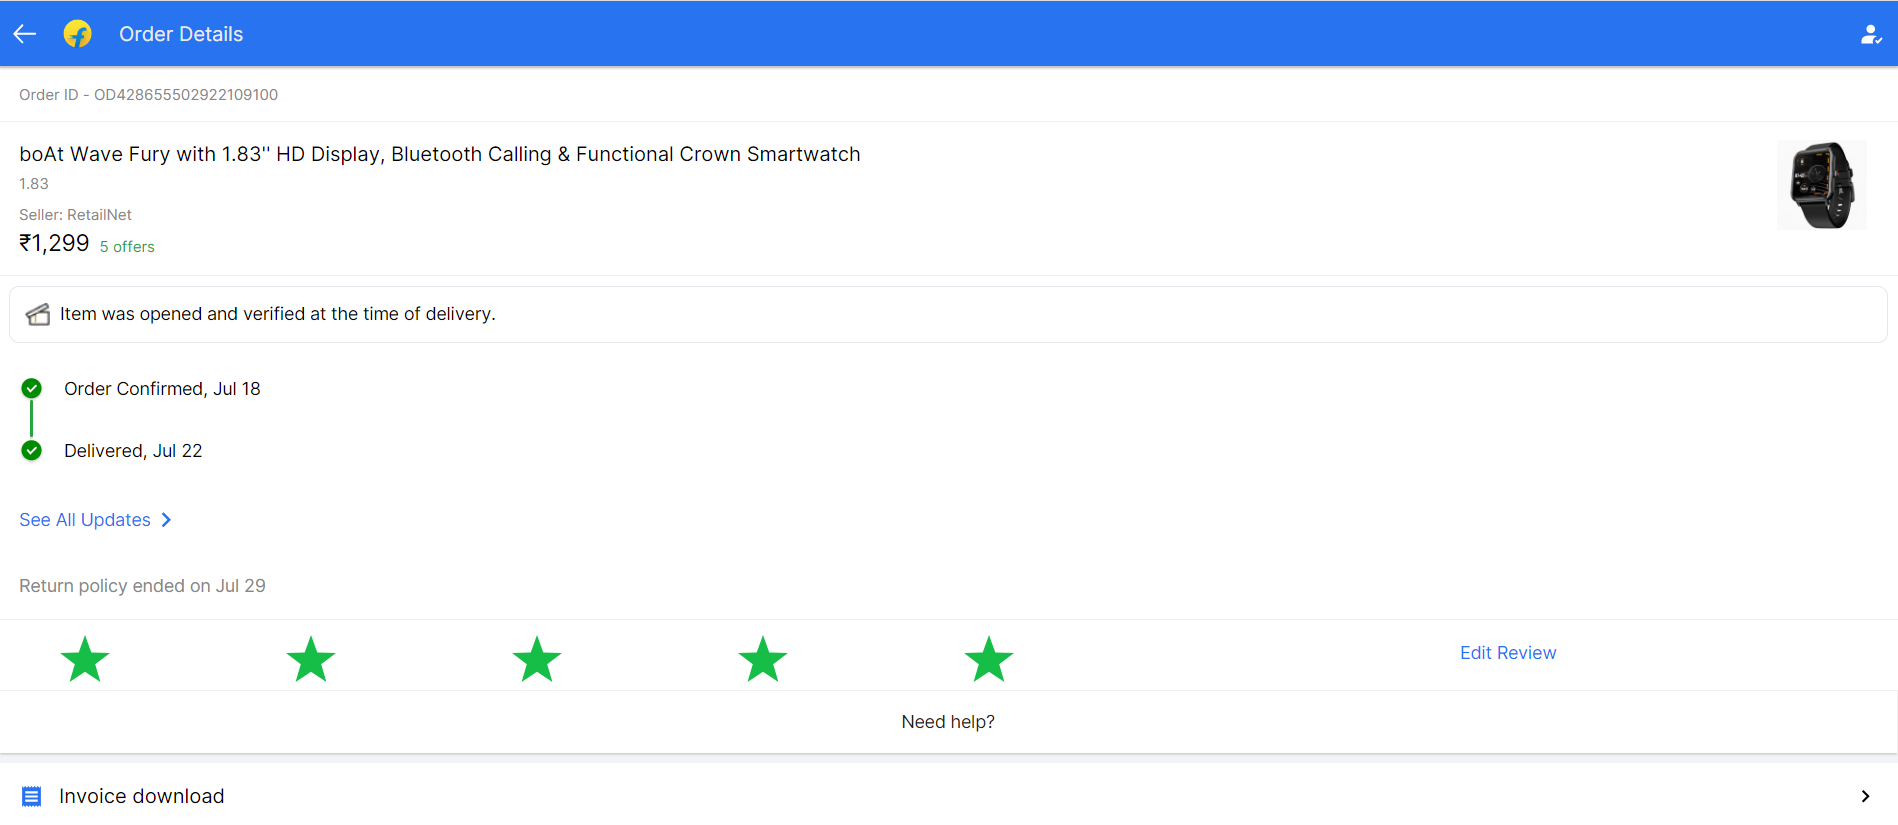 Order Details
Order ID - OD428655502922109100
boAt Wave Fury with 1.83'' HD Display, Bluetooth Calling & Functional Crown Smartwatch
1.83
Seller: RetailNet
₹1,299 5 offers
Item was opened and verified at the time of delivery.
Order Confirmed, Jul 18
Delivered, Jul 22
See All Updates
Return policy ended on Jul 29
Edit Review
Need help?
Invoice download